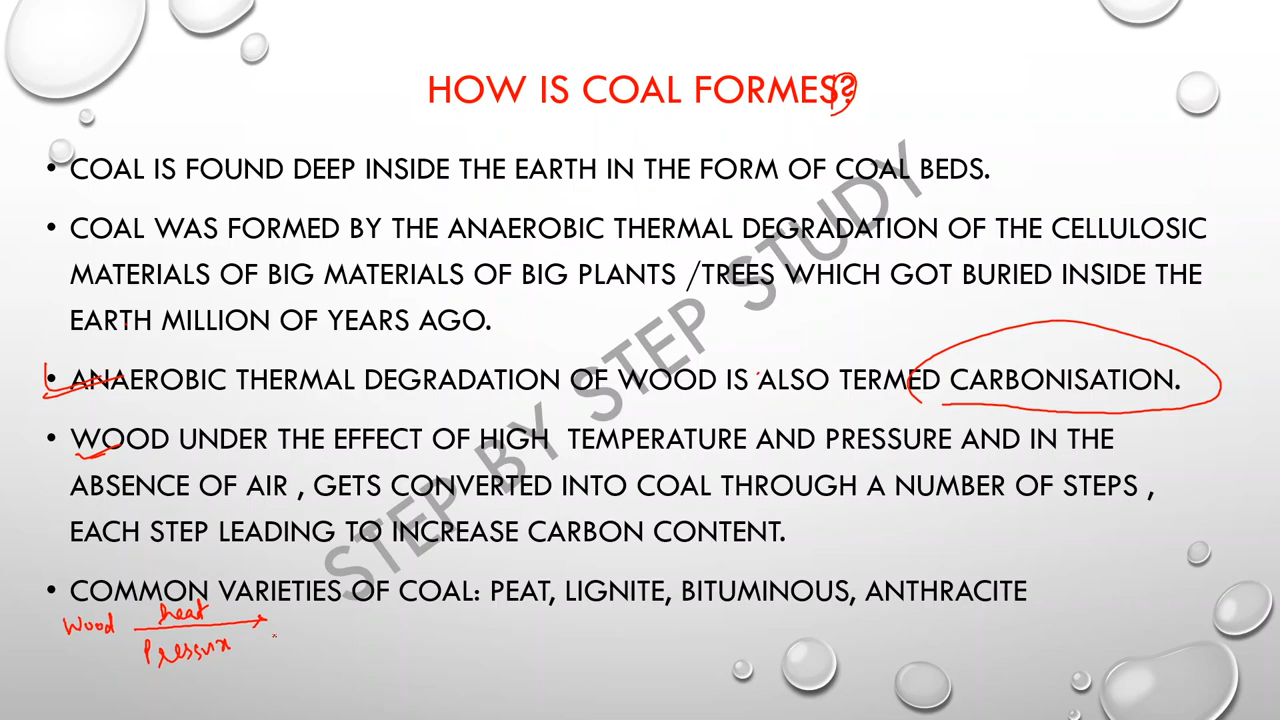 HOW IS COAL FORMES?
• COAL IS FOUND DEEP INSIDE THE EARTH IN THE FORM OF COAL BEDS.
• COAL WAS FORMED BY THE ANAEROBIC THERMAL DEGRADATION OF THE CELLULOSIC
MATERIALS OF BIG MATERIALS OF BIG PLANTS /TREES WHICH GOT BURIED INSIDE THE
EARTH MILLION OF YEARS AGO.
• ANAEROBIC THERMAL DEGRADATION OF WOOD IS ALSO TERMED CARBONISATION.
• WOOD UNDER THE EFFECT OF HIGH TEMPERATURE AND PRESSURE AND IN THE
ABSENCE OF AIR , GETS CONVERTED INTO COAL THROUGH A NUMBER OF STEPS ,
EACH STEP LEADING TO INCREASE CARBON CONTENT.
• COMMON VARIETIES OF COAL: PEAT, LIGNITE, BITUMINOUS, ANTHRACITE
heat
Wood
Pressure
STEP BY STEP STUDY